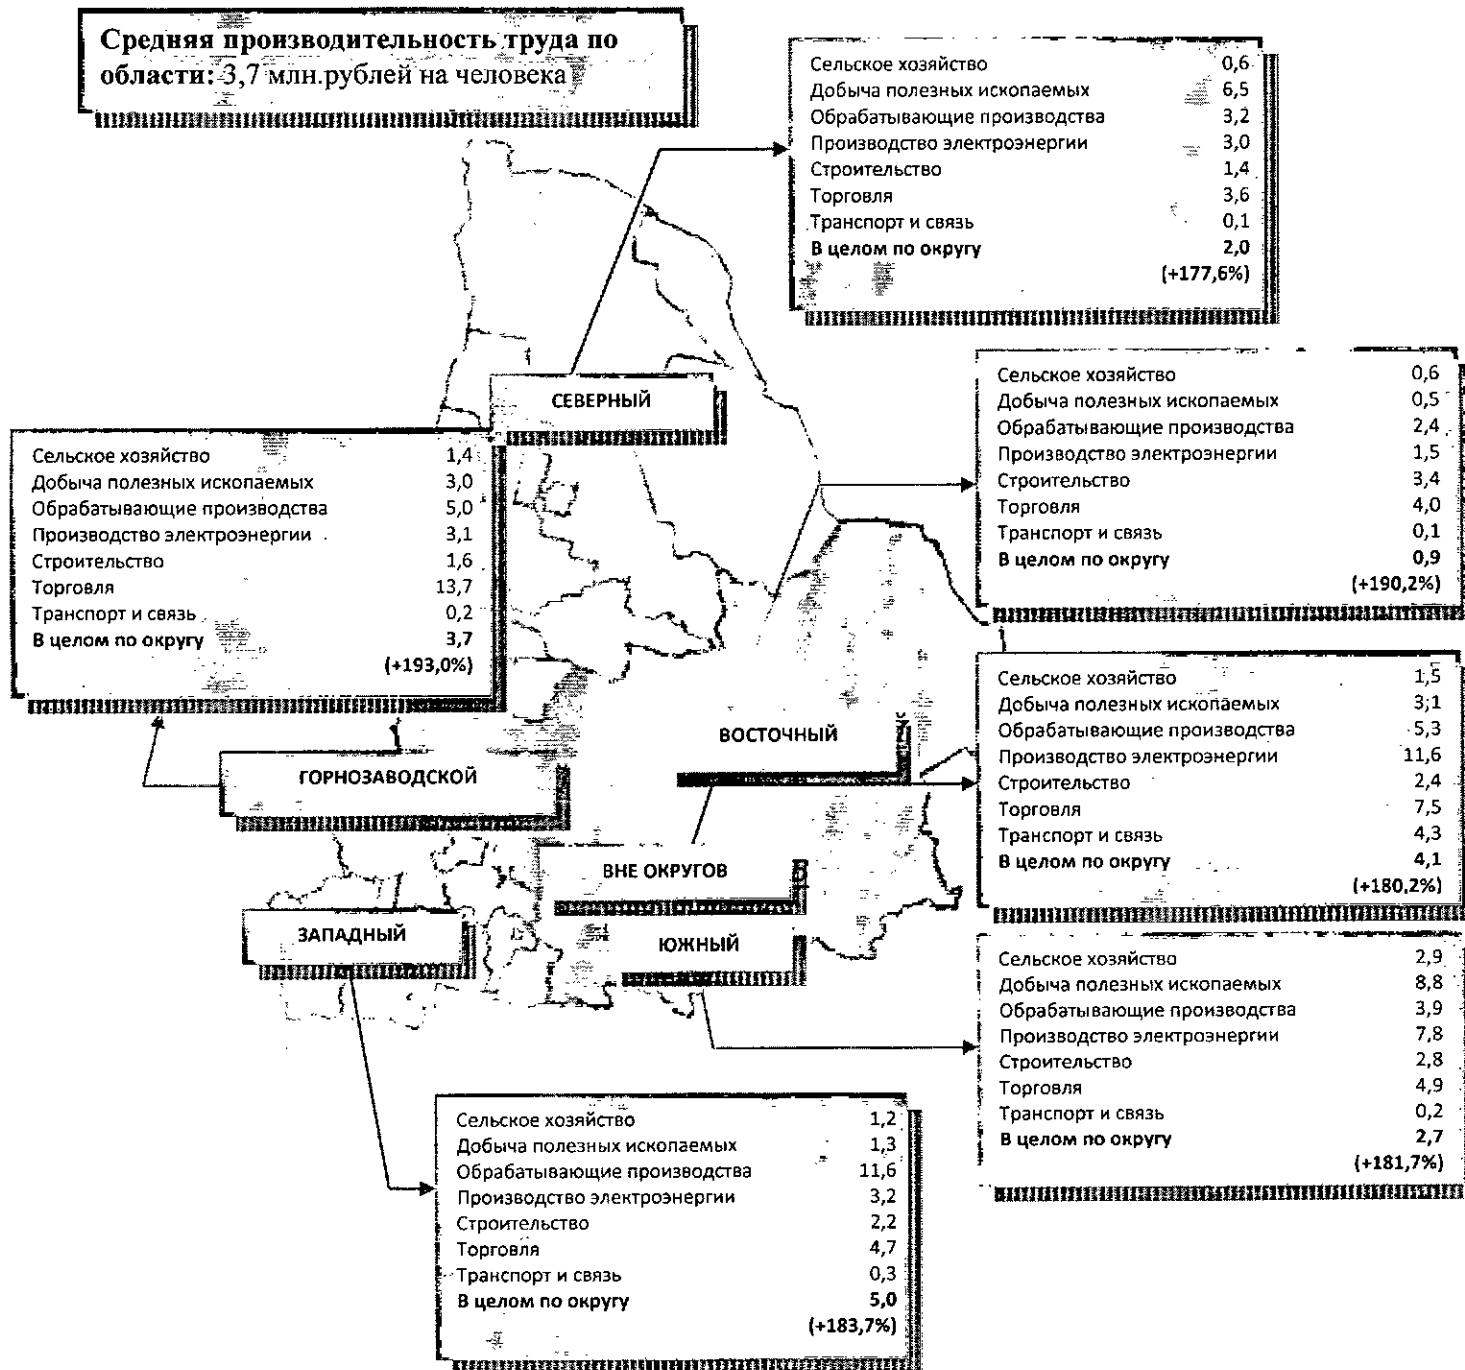 Средняя производительность труда по
области: 3,7 млн.рублей на человека
Сельское хозяйство 0,6
Добыча полезных ископаемых 6,5
Обрабатывающие производства 3,2
Производство электроэнергии 3,0
Строительство 1,4
Торговля 3,6
Транспорт и связь 0,1
В целом по округу 2,0
(+177,6%)
СЕВЕРНЫЙ
Сельское хозяйство 0,6
Добыча полезных ископаемых 0,5
Обрабатывающие производства 2,4
Производство электроэнергии 1,5
Строительство 3,4
Торговля 4,0
Транспорт и связь 0,1
В целом по округу 0,9
(+190,2%)
Сельское хозяйство 1,4
Добыча полезных ископаемых 3,0
Обрабатывающие производства 5,0
Производство электроэнергии 3,1
Строительство 1,6
Торговля 13,7
Транспорт и связь 0,2
В целом по округу 3,7
(+193,0%)
ВОСТОЧНЫЙ
ГОРНОЗАВОДСКОЙ
Сельское хозяйство 1,5
Добыча полезных ископаемых 3,1
Обрабатывающие производства 5,3
Производство электроэнергии 11,6
Строительство 2,4
Торговля 7,5
Транспорт и связь 4,3
В целом по округу 4,1
(+180,2%)
ВНЕ ОКРУГОВ
ЗАПАДНЫЙ
ЮЖНЫЙ
Сельское хозяйство 2,9
Добыча полезных ископаемых 8,8
Обрабатывающие производства 3,9
Производство электроэнергии 7,8
Строительство 2,8
Торговля 4,9
Транспорт и связь 0,2
В целом по округу 2,7
(+181,7%)
Сельское хозяйство 1,2
Добыча полезных ископаемых 1,3
Обрабатывающие производства 11,6
Производство электроэнергии 3,2
Строительство 2,2
Торговля 4,7
Транспорт и связь 0,3
В целом по округу 5,0
(+183,7%)